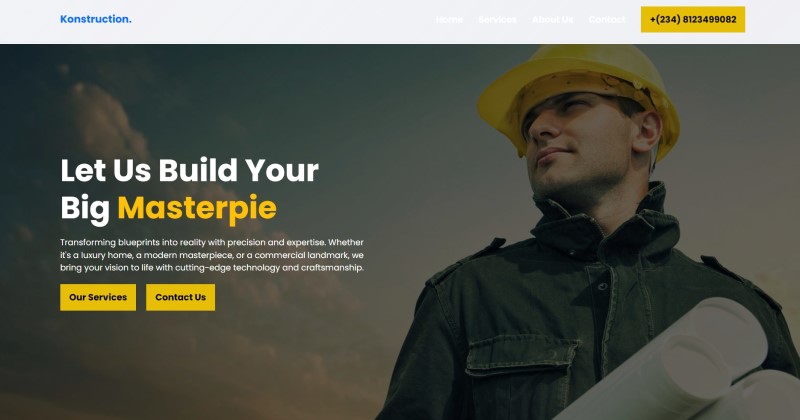 Konstruction.
Home Services About Us Contact +(234) 8123499082
Let Us Build Your
Big Masterpie
Transforming blueprints into reality with precision and expertise. Whether
it's a luxury home, a modern masterpiece, or a commercial landmark, we
bring your vision to life with cutting-edge technology and craftsmanship.
Our Services Contact Us